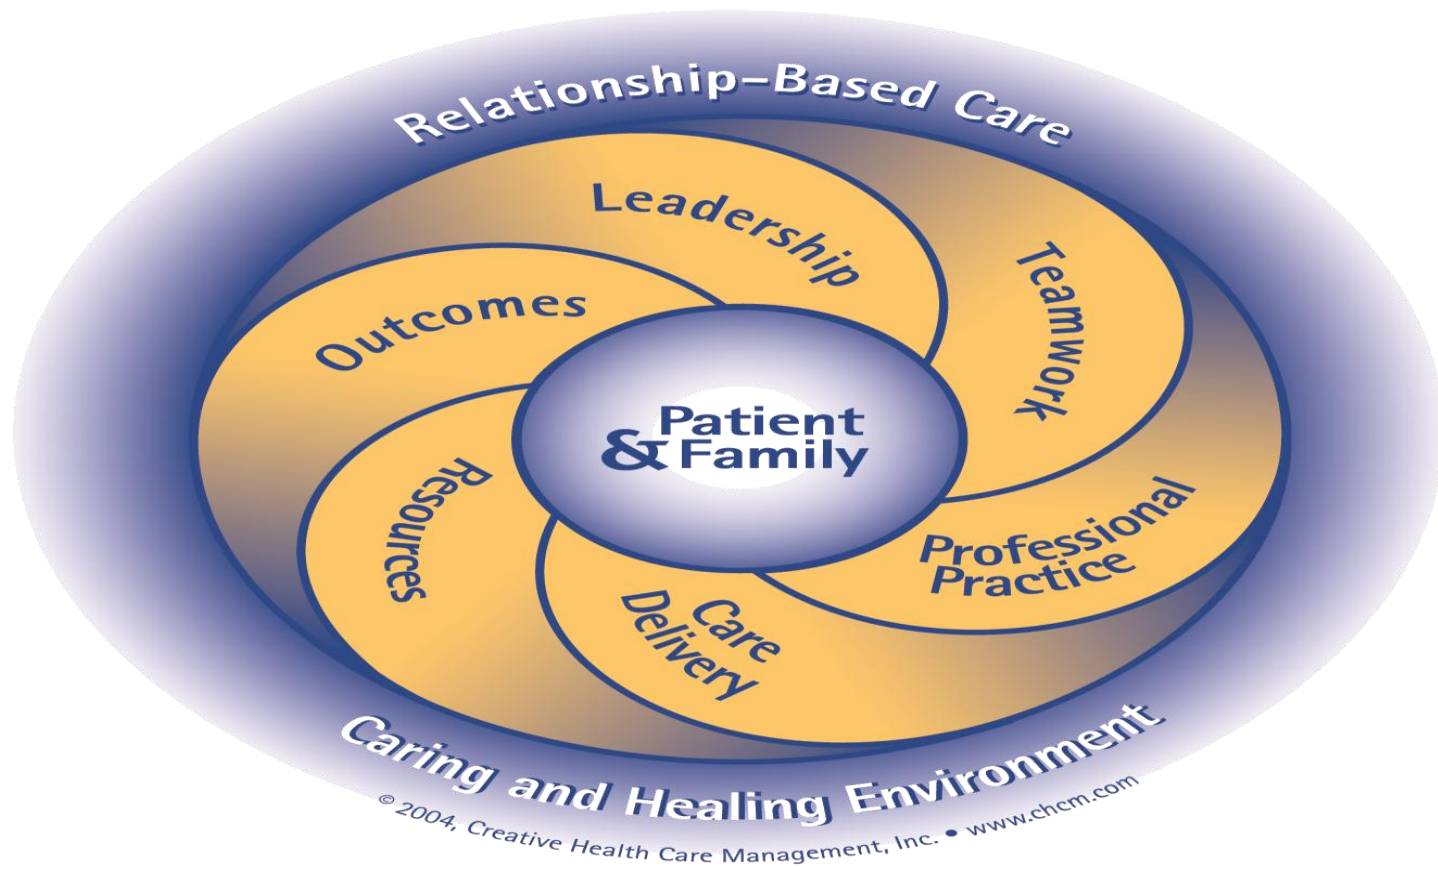 Relationship-Based Care
Leadership
Teamwork
Outcomes
Patient
& Family
Resources
Professional
Practice
Care
Delivery
Caring and Healing Environment
© 2004, Creative Health Care Management, Inc. • www.chcm.com